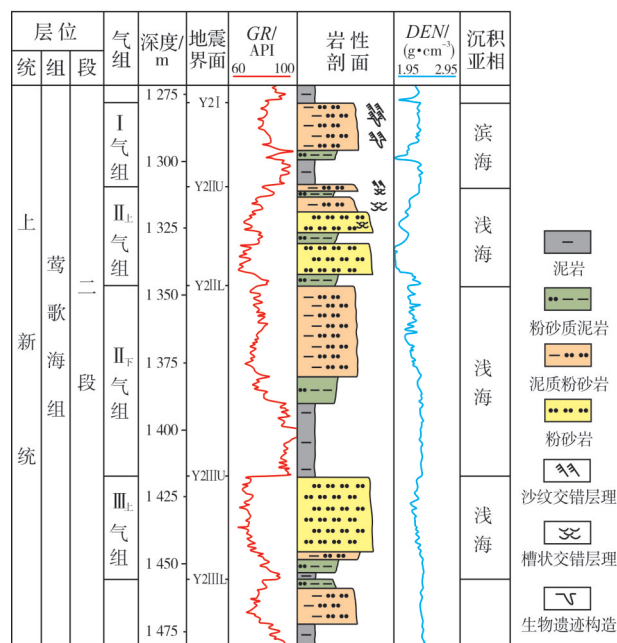 层位
统
组
段
气
组
深度/
m
地震
界面
GR/
API
60 100
岩性
剖面
DEN/
(g•cm⁻³)
1.95 2.95
沉积
亚相
上
新
统
莺
歌
海
组
二
段
Ⅰ
气
组
Ⅱ上
气
组
Ⅱ下
气
组
Ⅲ上
气
组
1 275
1 300
1 325
1 350
1 375
1 400
1 425
1 450
1 475
Y2Ⅰ
Y2ⅡU
Y2ⅡL
Y2ⅢU
Y2ⅢL
滨
海
浅
海
浅
海
浅
海
泥岩
粉砂质泥岩
泥质粉砂岩
粉砂岩
沙纹交错层理
槽状交错层理
生物遗迹构造